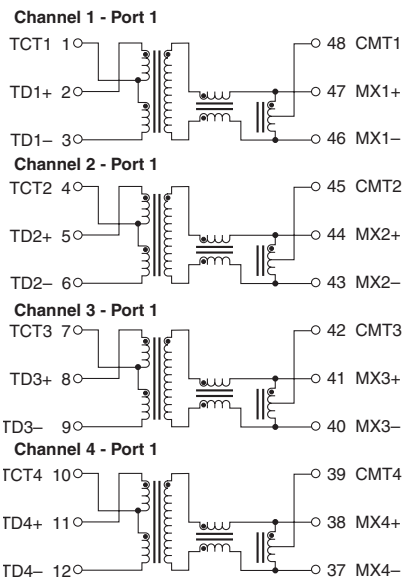 Channel 1 - Port 1
TCT1 1 48 CMT1
TD1+ 2 47 MX1+
TD1– 3 46 MX1–
Channel 2 - Port 1
TCT2 4 45 CMT2
TD2+ 5 44 MX2+
TD2– 6 43 MX2–
Channel 3 - Port 1
TCT3 7 42 CMT3
TD3+ 8 41 MX3+
TD3– 9 40 MX3–
Channel 4 - Port 1
TCT4 10 39 CMT4
TD4+ 11 38 MX4+
TD4– 12 37 MX4–